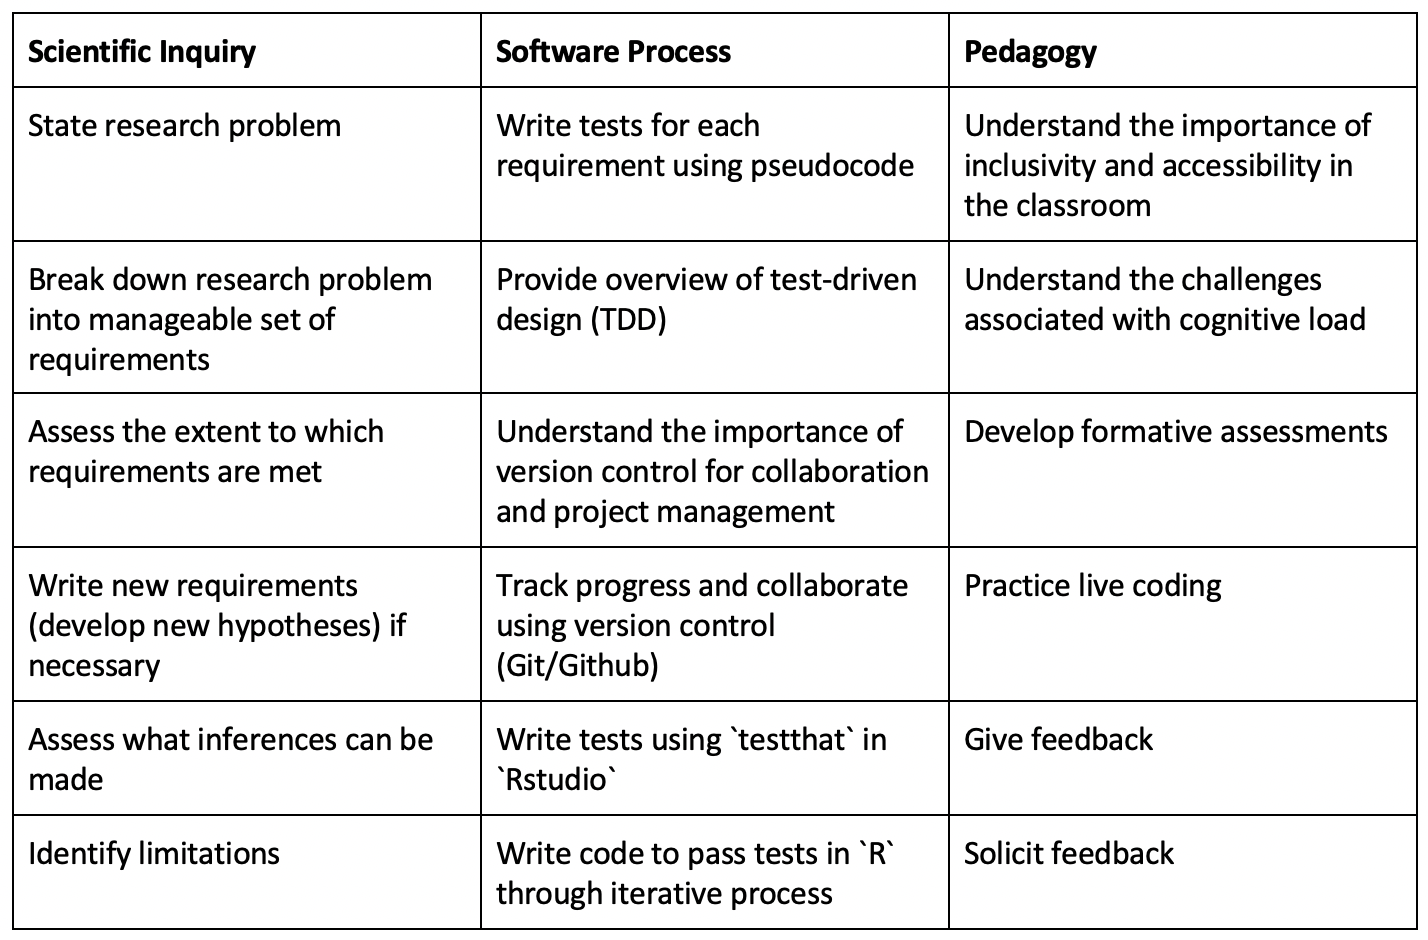 Scientific Inquiry
Software Process
Pedagogy
State research problem
Write tests for each
requirement using pseudocode
Understand the importance of
inclusivity and accessibility in
the classroom
Break down research problem
into manageable set of
requirements
Provide overview of test-driven
design (TDD)
Understand the challenges
associated with cognitive load
Assess the extent to which
requirements are met
Understand the importance of
version control for collaboration
and project management
Develop formative assessments
Write new requirements
(develop new hypotheses) if
necessary
Track progress and collaborate
using version control
(Git/Github)
Practice live coding
Assess what inferences can be
made
Write tests using `testthat` in
`Rstudio`
Give feedback
Identify limitations
Write code to pass tests in `R`
through iterative process
Solicit feedback